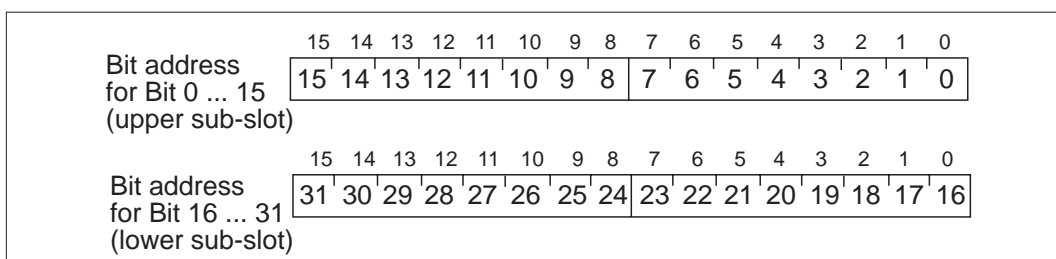 15 14 13 12 11 10 9 8 7 6 5 4 3 2 1 0
Bit address
for Bit 0 ... 15
(upper sub-slot)
15 14 13 12 11 10 9 8 7 6 5 4 3 2 1 0
15 14 13 12 11 10 9 8 7 6 5 4 3 2 1 0
Bit address
for Bit 16 ... 31
(lower sub-slot)
31 30 29 28 27 26 25 24 23 22 21 20 19 18 17 16